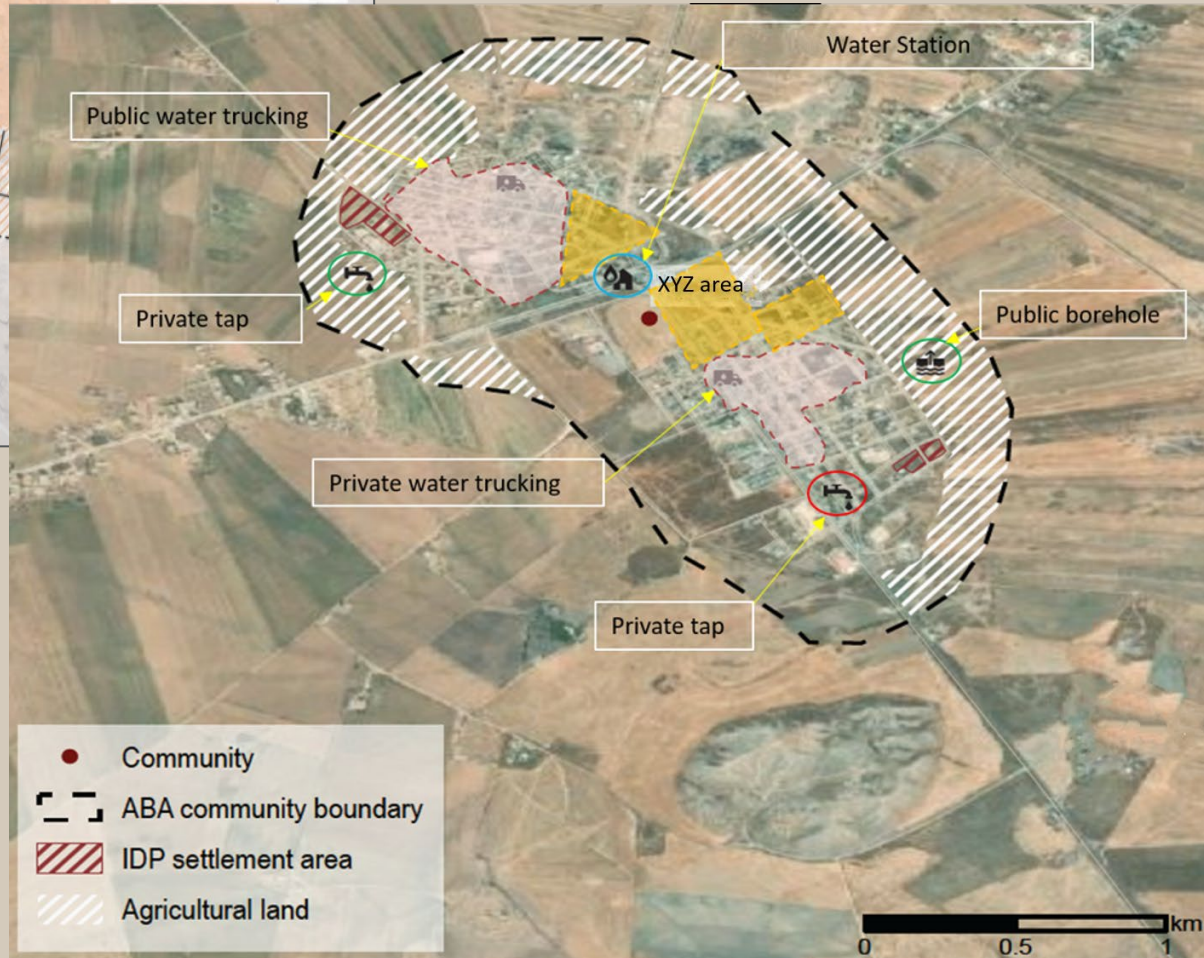 Water Station
Public water trucking
XYZ area
Private tap
Public borehole
Private water trucking
Private tap
Community
ABA community boundary
IDP settlement area
Agricultural land
km
0 0.5 1